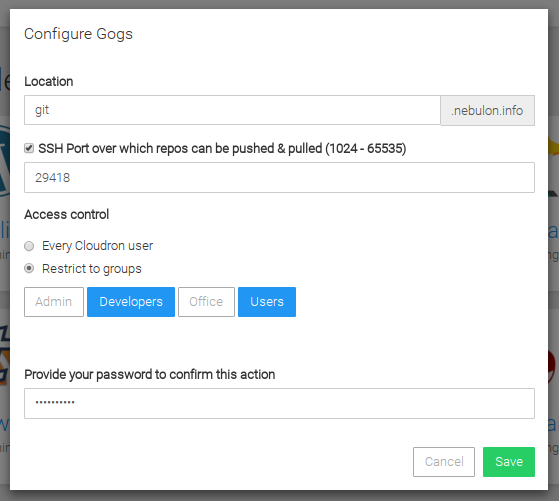 Configure Gogs
Location
git .nebulon.info
SSH Port over which repos can be pushed & pulled (1024 - 65535)
29418
Access control
Every Cloudron user
Restrict to groups
Admin Developers Office Users
Provide your password to confirm this action
••••••••••
Cancel Save